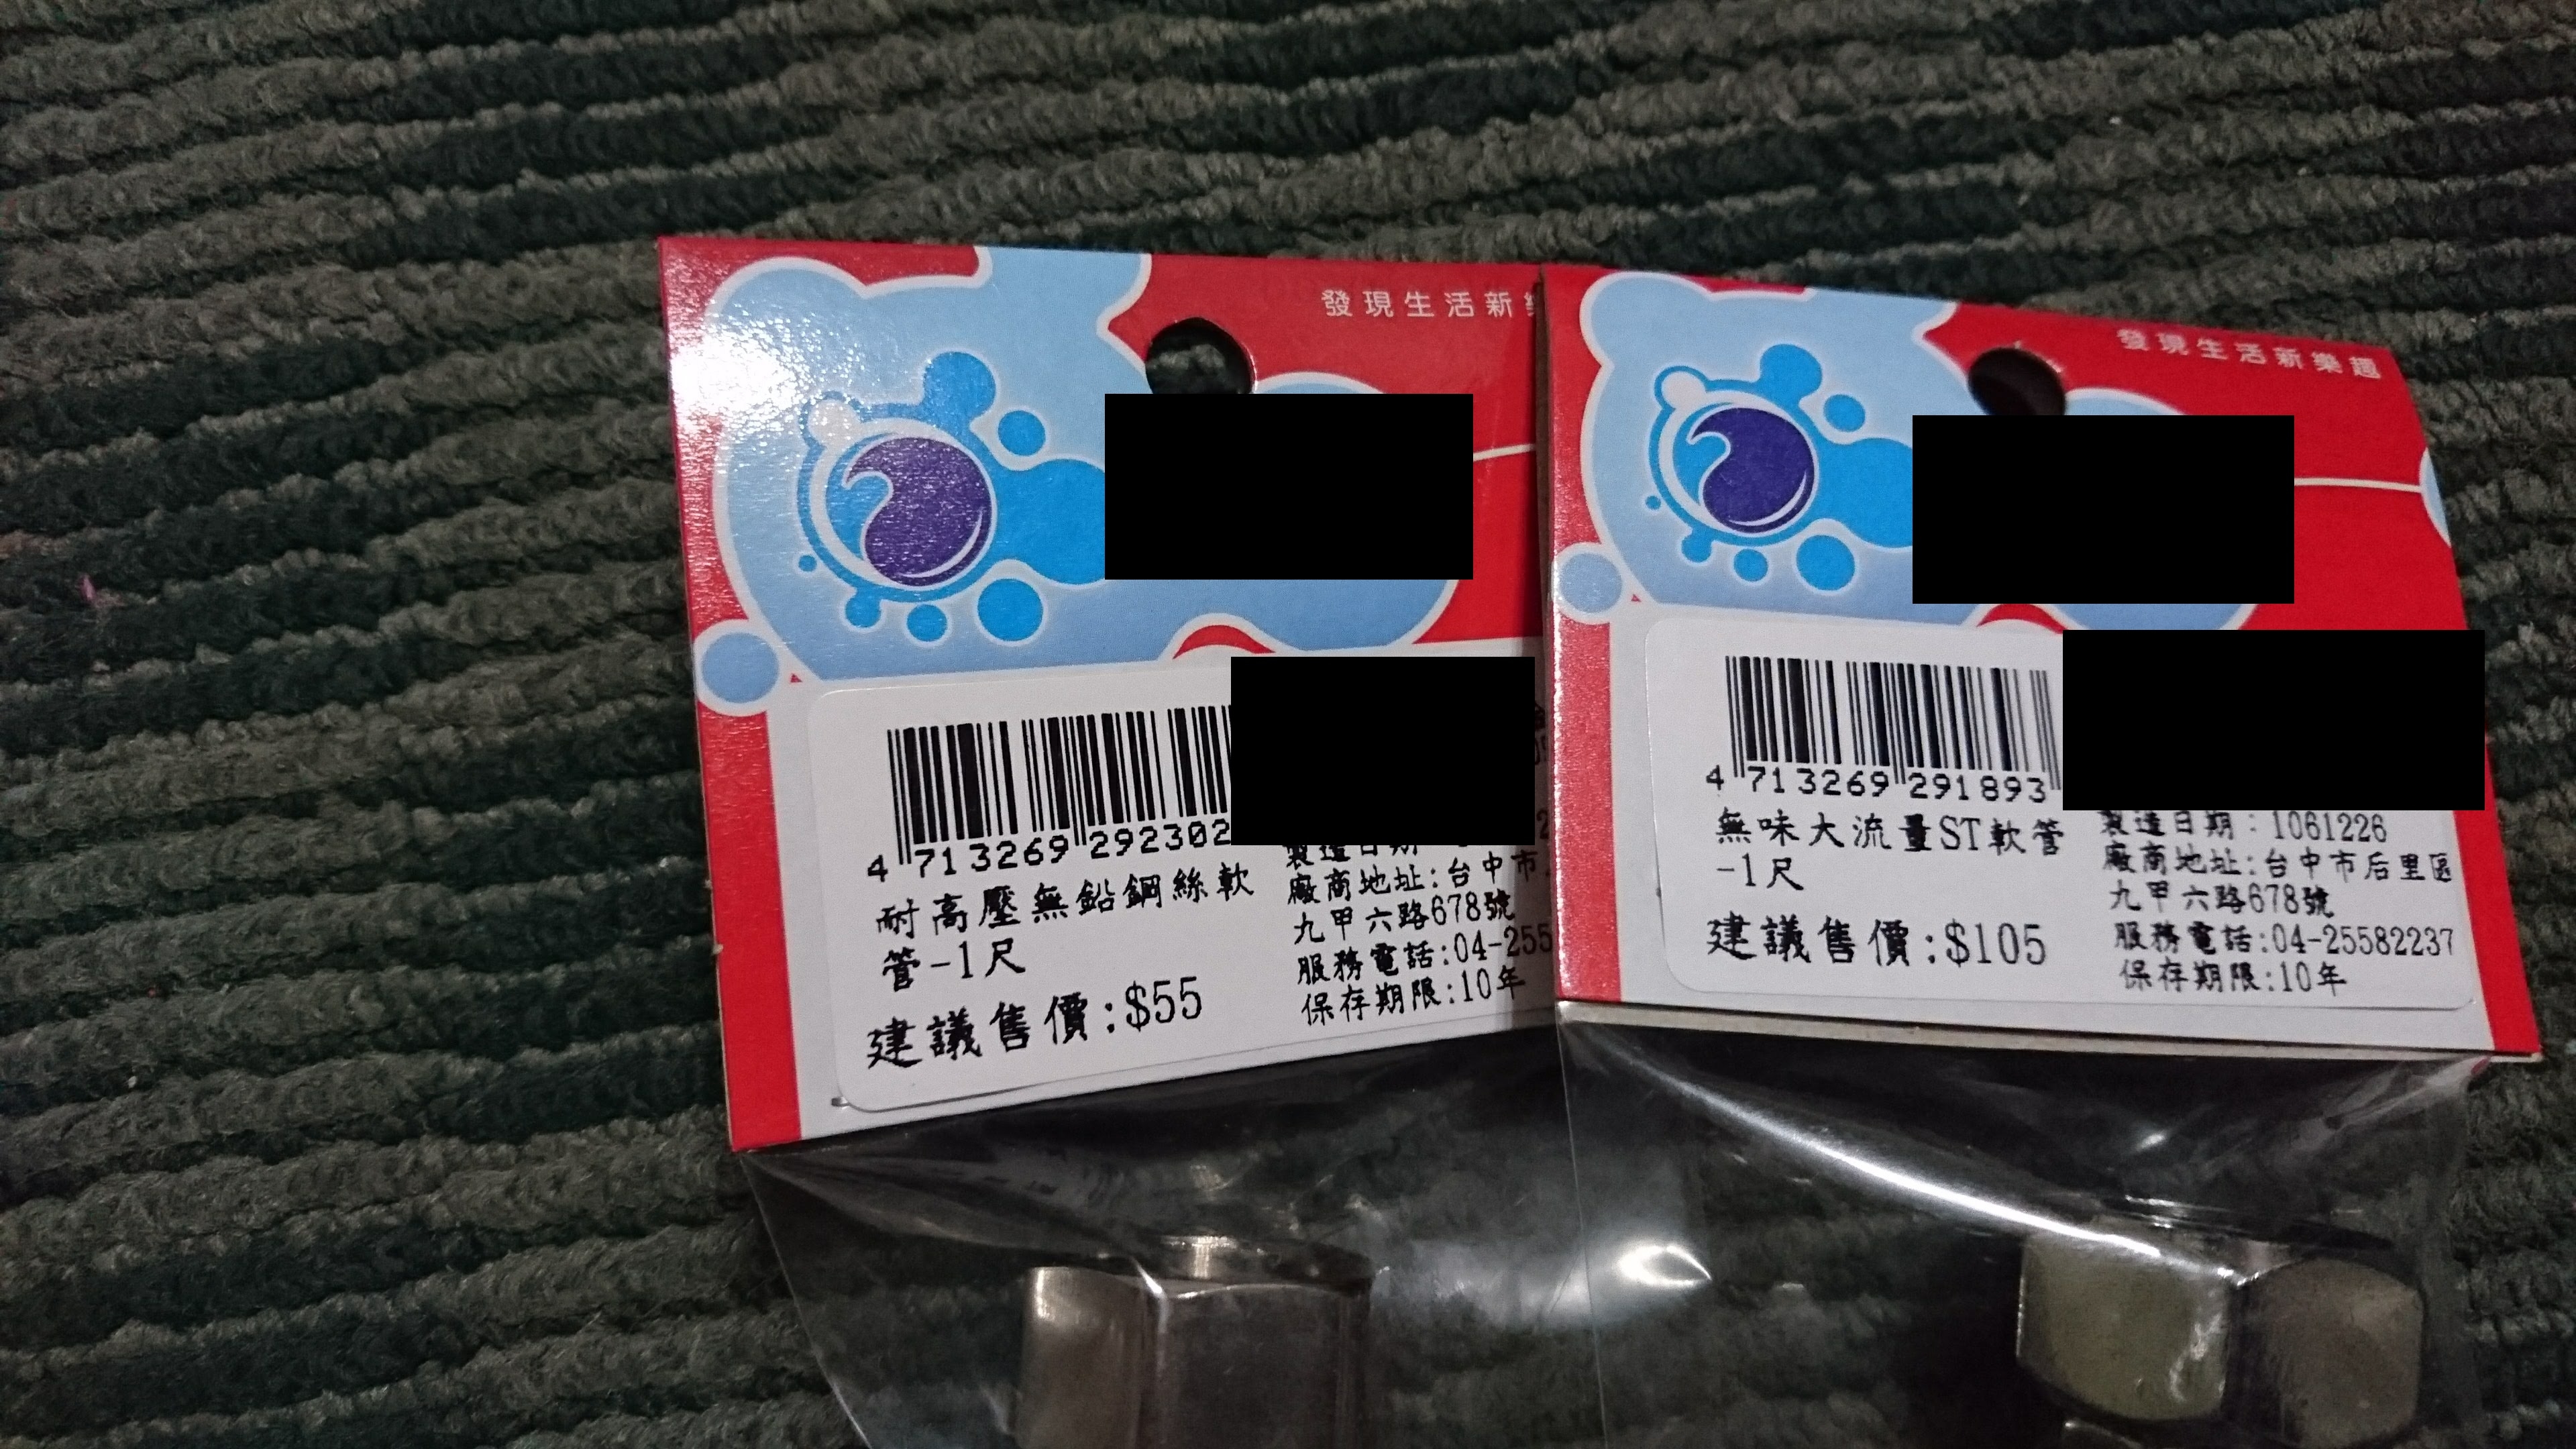 發現生活新
4 713269 292302
耐高壓無鉛鋼絲軟
管-1尺
建議售價:$55
製造日期
廠商地址:台中市
九甲六路678號
服務電話:04-255
保存期限:10年
發現生活新樂趣
4 713269 291893
無味大流量ST軟管
-1尺
建議售價:$105
製造日期:1061226
廠商地址:台中市后里區
九甲六路678號
服務電話:04-25582237
保存期限:10年